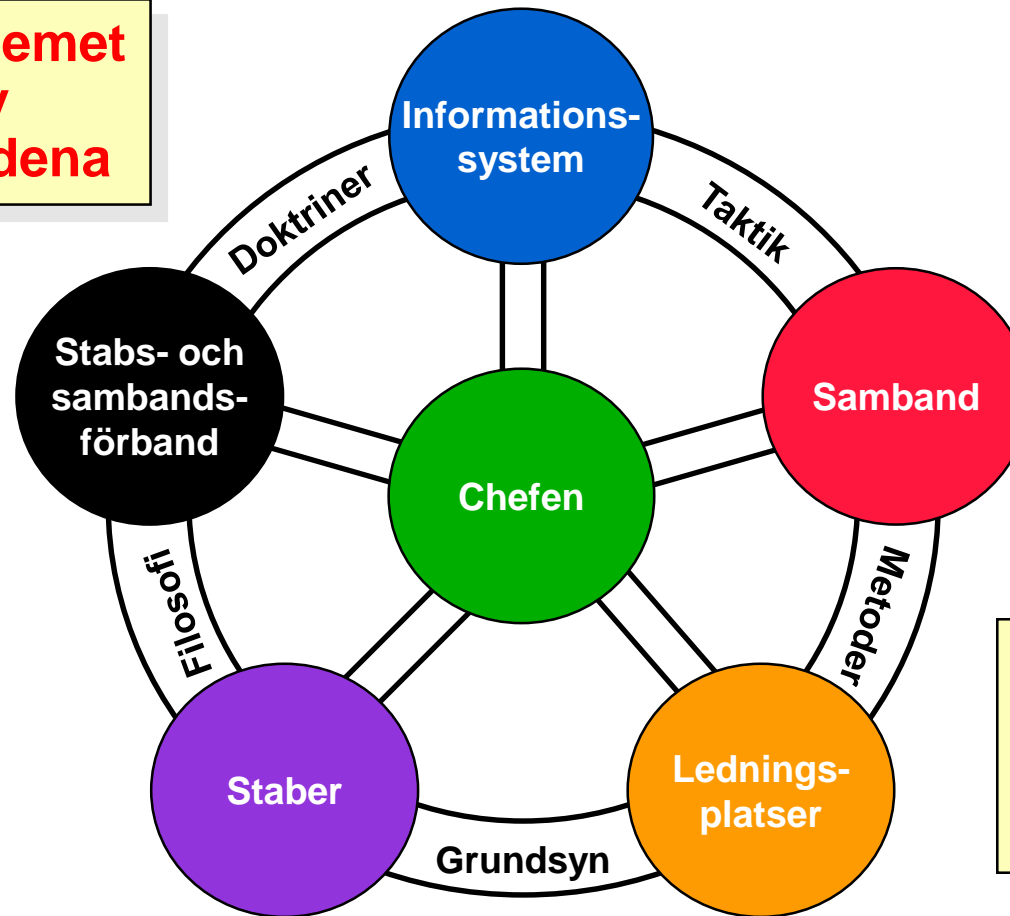 emet
dena
Informations-
system
Doktriner
Taktik
Stabs- och
sambands-
förband
Samband
Chefen
Filosofi
Metoder
Staber
Lednings-
platser
Grundsyn